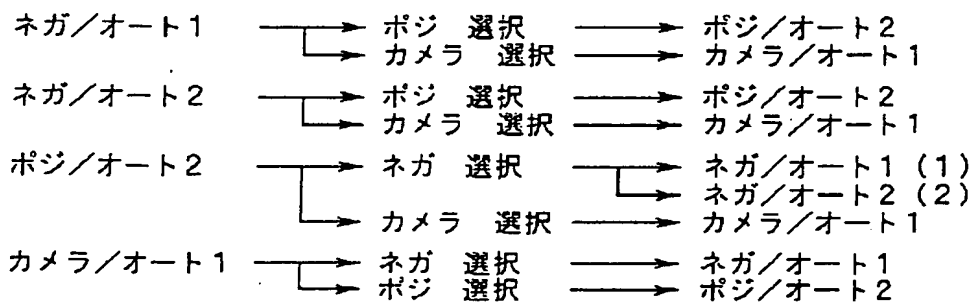 ネガ／オート1 ポジ 選択 ポジ／オート2
カメラ 選択 カメラ／オート1
ネガ／オート2 ポジ 選択 ポジ／オート2
カメラ 選択 カメラ／オート1
ポジ／オート2 ネガ 選択 ネガ／オート1 (1)
ネガ／オート2 (2)
カメラ 選択 カメラ／オート1
カメラ／オート1 ネガ 選択 ネガ／オート1
ポジ 選択 ポジ／オート2